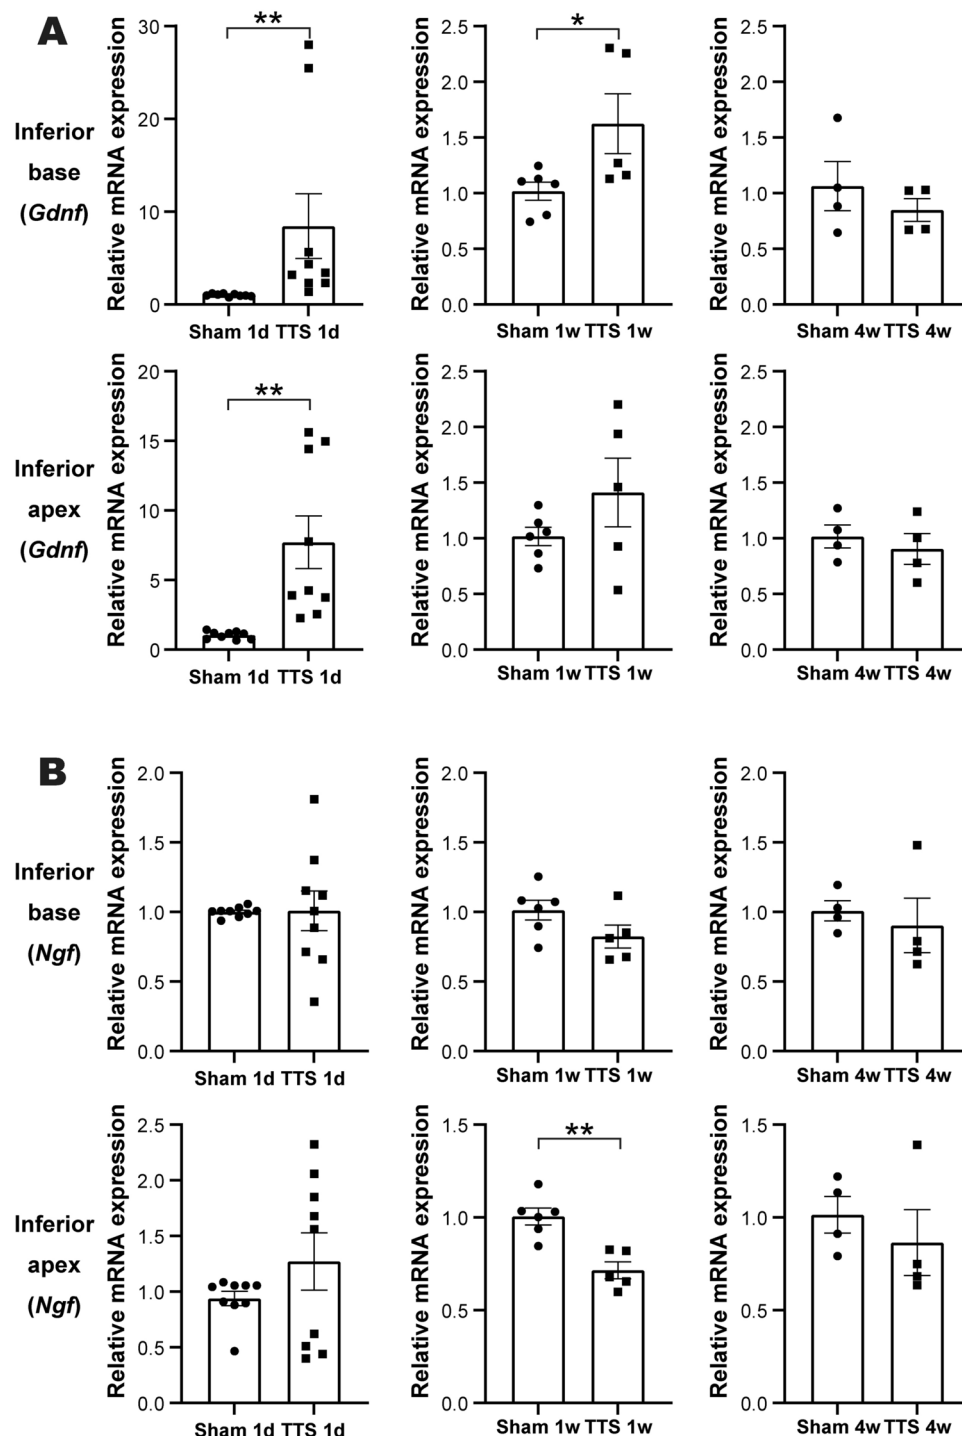 A
Inferior
base
(Gdnf)
Relative mRNA expression
30
20
10
0
**
Sham 1d TTS 1d
Relative mRNA expression
2.5
2.0
1.5
1.0
0.5
0.0
*
Sham 1w TTS 1w
Relative mRNA expression
2.5
2.0
1.5
1.0
0.5
0.0
Sham 4w TTS 4w
Inferior
apex
(Gdnf)
Relative mRNA expression
20
15
10
5
0
**
Sham 1d TTS 1d
Relative mRNA expression
2.5
2.0
1.5
1.0
0.5
0.0
Sham 1w TTS 1w
Relative mRNA expression
2.5
2.0
1.5
1.0
0.5
0.0
Sham 4w TTS 4w
B
Inferior
base
(Ngf)
Relative mRNA expression
2.0
1.5
1.0
0.5
0.0
Sham 1d TTS 1d
Relative mRNA expression
2.0
1.5
1.0
0.5
0.0
Sham 1w TTS 1w
Relative mRNA expression
2.0
1.5
1.0
0.5
0.0
Sham 4w TTS 4w
Inferior
apex
(Ngf)
Relative mRNA expression
2.5
2.0
1.5
1.0
0.5
0.0
Sham 1d TTS 1d
Relative mRNA expression
1.5
1.0
0.5
0.0
**
Sham 1w TTS 1w
Relative mRNA expression
1.5
1.0
0.5
0.0
Sham 4w TTS 4w